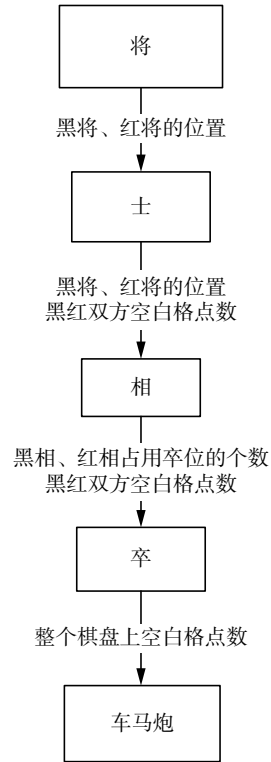 将
黑将、红将的位置
士
黑将、红将的位置
黑红双方空白格点数
相
黑相、红相占用卒位的个数
黑红双方空白格点数
卒
整个棋盘上空白格点数
车马炮